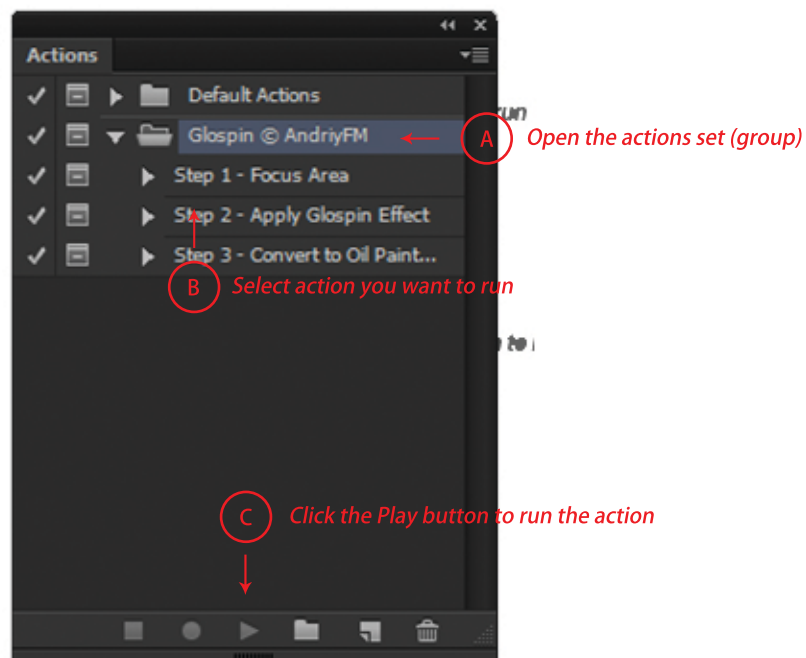 Actions
Default Actions
run
Glospin © AndriyFM
A
Open the actions set (group)
Step 1 - Focus Area
Step 2 - Apply Glospin Effect
Step 3 - Convert to Oil Paint...
B
Select action you want to run
to
C
Click the Play button to run the action